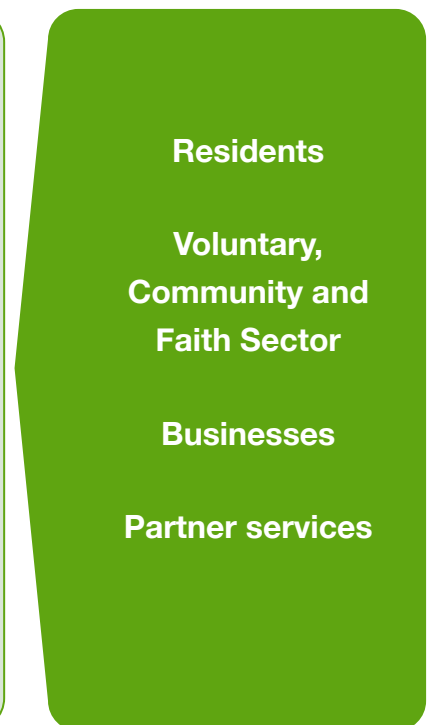 Residents
Voluntary,
Community and
Faith Sector
Businesses
Partner services